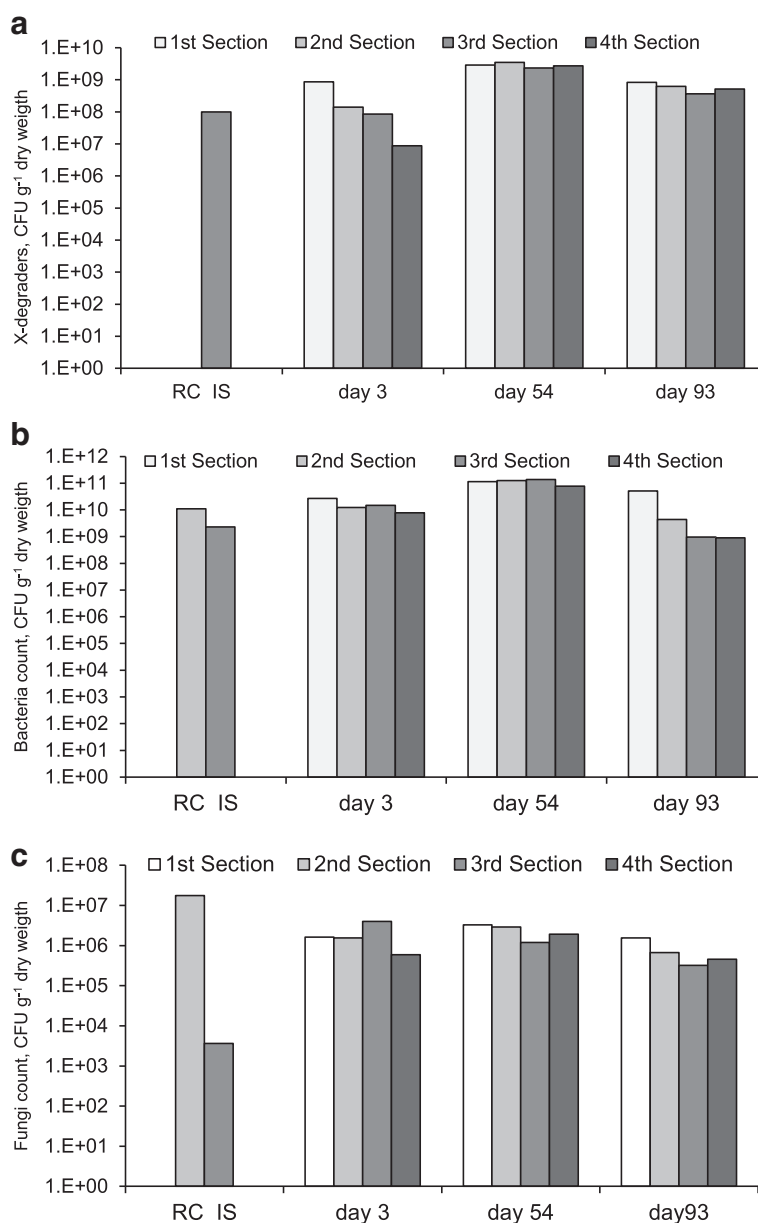 a
1st Section 2nd Section 3rd Section 4th Section
X-degraders, CFU g-1 dry weigth
1.E+10
1.E+09
1.E+08
1.E+07
1.E+06
1.E+05
1.E+04
1.E+03
1.E+02
1.E+01
1.E+00
RC IS day 3 day 54 day 93
b
1st Section 2nd Section 3rd Section 4th Section
Bacteria count, CFU g-1 dry weigth
1.E+12
1.E+11
1.E+10
1.E+09
1.E+08
1.E+07
1.E+06
1.E+05
1.E+04
1.E+03
1.E+02
1.E+01
1.E+00
RC IS day 3 day 54 day 93
c
1st Section 2nd Section 3rd Section 4th Section
Fungi count, CFU g-1 dry weigth
1.E+08
1.E+07
1.E+06
1.E+05
1.E+04
1.E+03
1.E+02
1.E+01
1.E+00
RC IS day 3 day 54 day93